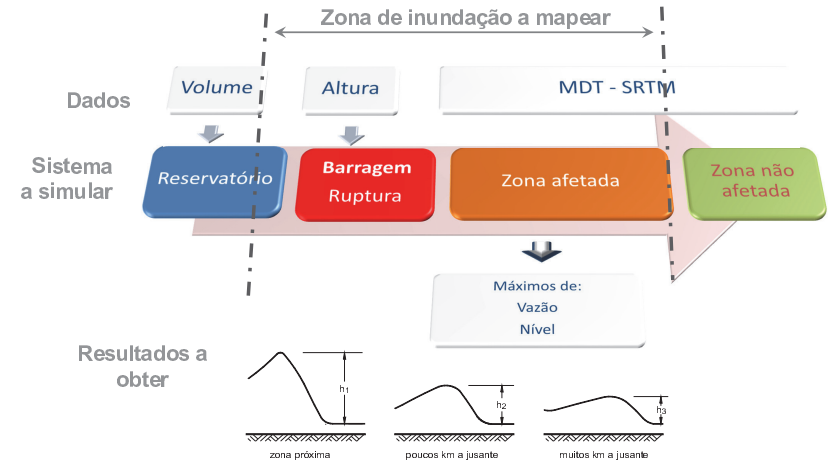 Zona de inundação a mapear
Dados
Volume
Altura
MDT - SRTM
Sistema
a simular
Reservatório
Barragem
Ruptura
Zona afetada
Zona não
afetada
Máximos de:
Vazão
Nível
Resultados a
obter
h1
h2
h3
zona próxima
poucos km a jusante
muitos km a jusante